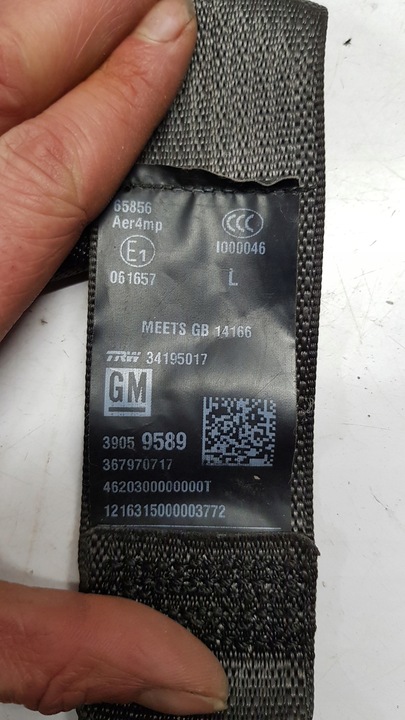 65856
Aer4mp
CCC
E1
I000046
061657
L
MEETS GB 14166
TRW 34195017
GM
3905 9589
367970717
4620300000000T
1216315000003772